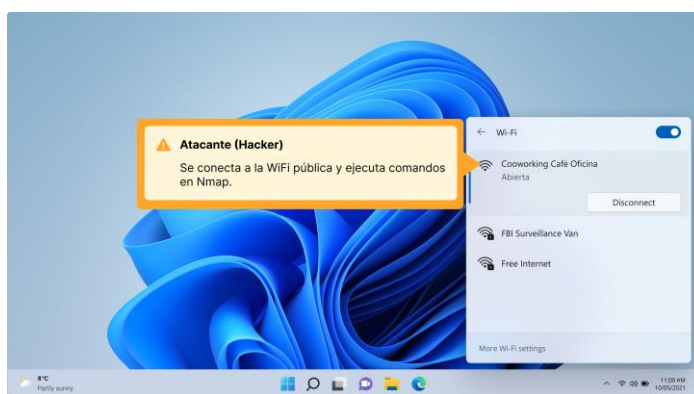 Atacante (Hacker)
Se conecta a la WiFi pública y ejecuta comandos
en Nmap.
Wi-Fi
Cooworking Café Oficina
Abierta
Disconnect
FBI Surveillance Van
Free Internet
More Wi-Fi settings
8°C
Partly sunny
11:00 AM
10/05/2021